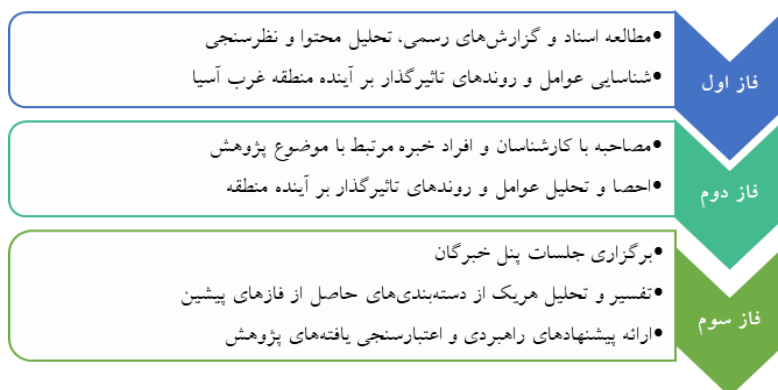 فاز اول
•مطالعه اسناد و گزارش‌های رسمی، تحلیل محتوا و نظرسنجی
•شناسایی عوامل و روندهای تاثیرگذار بر آینده منطقه غرب آسیا
فاز دوم
•مصاحبه با کارشناسان و افراد خبره مرتبط با موضوع پژوهش
•احصا و تحلیل عوامل و روندهای تاثیرگذار بر آینده منطقه
فاز سوم
•برگزاری جلسات پنل خبرگان
•تفسیر و تحلیل هریک از دسته‌بندی‌های حاصل از فازهای پیشین
•ارائه پیشنهادهای راهبردی و اعتبارسنجی یافته‌های پژوهش